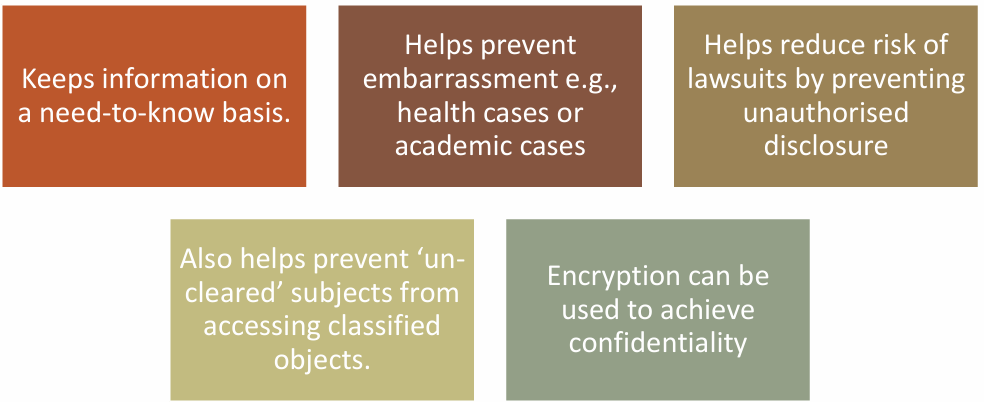 Keeps information on
a need-to-know basis.
Helps prevent
embarrassment e.g.,
health cases or
academic cases
Helps reduce risk of
lawsuits by preventing
unauthorised
disclosure
Also helps prevent ‘un-
cleared’ subjects from
accessing classified
objects.
Encryption can be
used to achieve
confidentiality